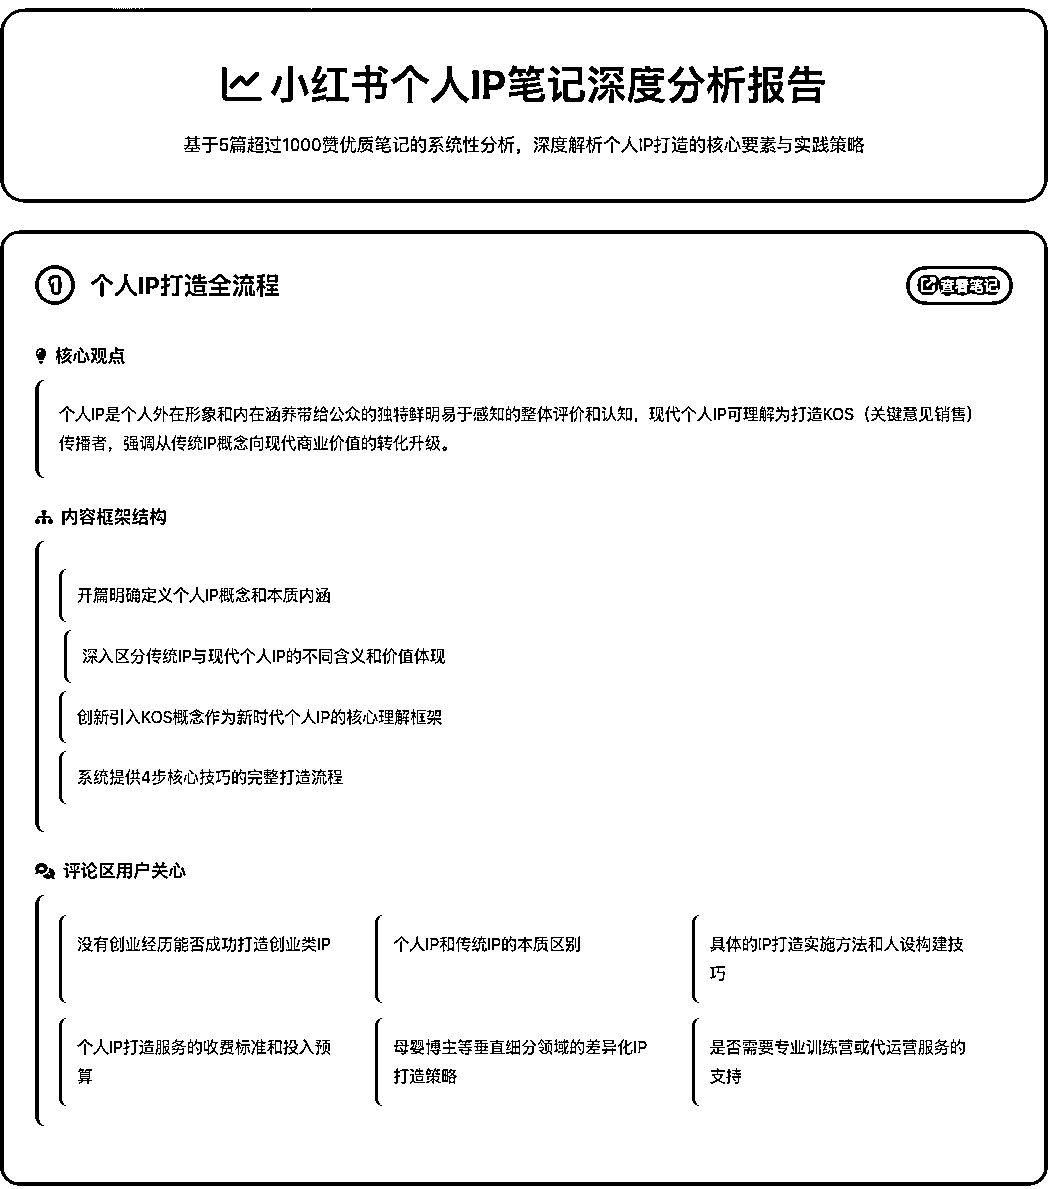 小红书个人IP笔记深度分析报告
基于5篇超过1000赞优质笔记的系统性分析，深度解析个人IP打造的核心要素与实践策略
1 个人IP打造全流程
查看笔记
核心观点
个人IP是个人外在形象和内在涵养带给公众的独特鲜明易于感知的整体评价和认知，现代个人IP可理解为打造KOS（关键意见销售）
传播者，强调从传统IP概念向现代商业价值的转化升级。
内容框架结构
开篇明确定义个人IP概念和本质内涵
深入区分传统IP与现代个人IP的不同含义和价值体现
创新引入KOS概念作为新时代个人IP的核心理解框架
系统提供4步核心技巧的完整打造流程
评论区用户关心
没有创业经历能否成功打造创业类IP
个人IP和传统IP的本质区别
具体的IP打造实施方法和人设构建技
巧
个人IP打造服务的收费标准和投入预
算
母婴博主等垂直细分领域的差异化IP
打造策略
是否需要专业训练营或代运营服务的
支持